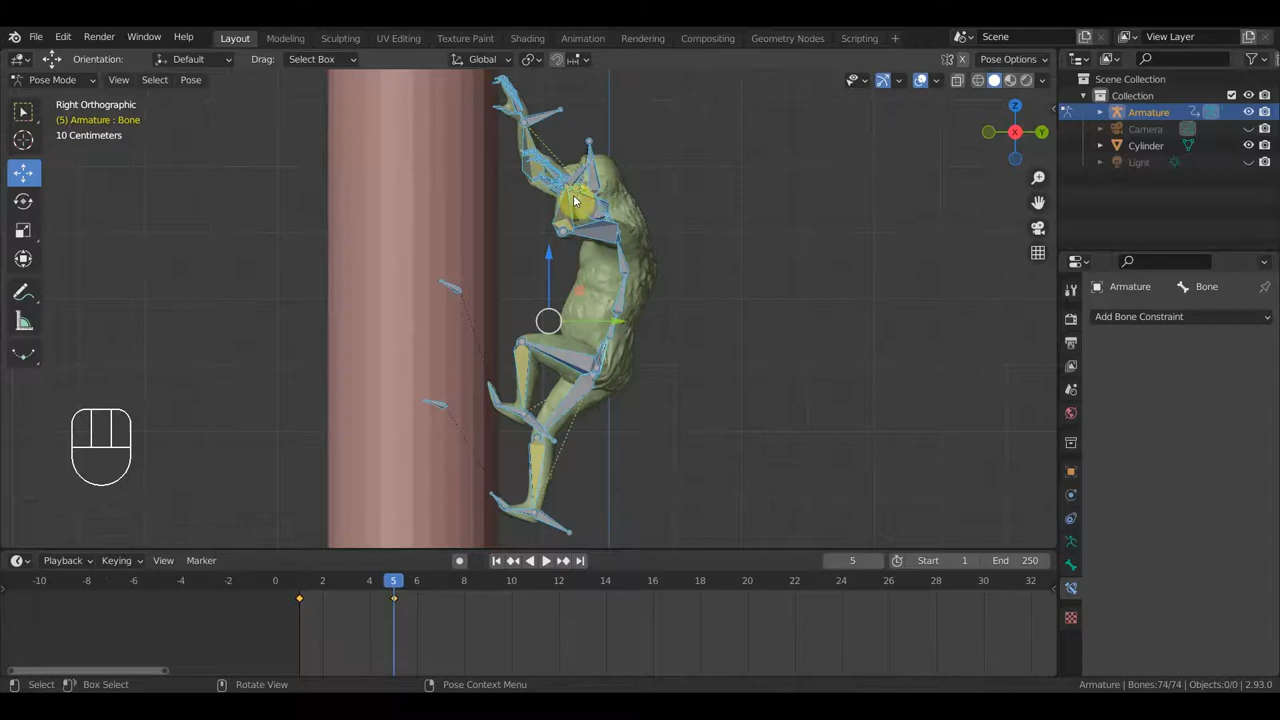 File Edit Render Window Help Layout Modeling Sculpting UV Editing Texture Paint Shading Animation Rendering Compositing Geometry Nodes Scripting + Scene View Layer
Orientation: Default Drag: Select Box Global Pose Options
Pose Mode View Select Pose
Right Orthographic
(5) Armature : Bone
10 Centimeters
Z
Y
X
Scene Collection
Collection
Armature
Camera
Cylinder
Light
Armature Bone
Add Bone Constraint
Playback Keying View Marker 5 Start 1 End 250
-10 -8 -6 -4 -2 0 2 4 5 6 8 10 12 14 16 18 20 22 24 26 28 30 32
Select Box Select Rotate View Pose Context Menu Armature | Bones:74/74 | Objects:0/0 | 2.93.0